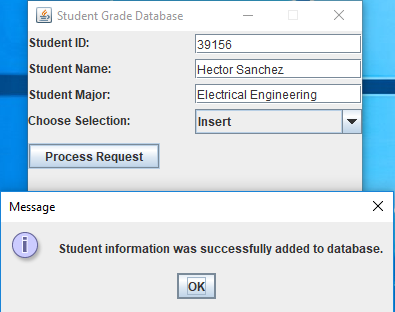 Student Grade Database
Student ID: 39156
Student Name: Hector Sanchez
Student Major: Electrical Engineering
Choose Selection: Insert
Process Request
Message
Student information was successfully added to database.
OK